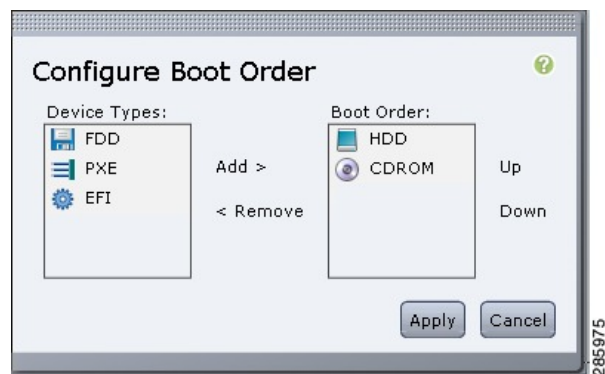 Configure Boot Order
?
Device Types:
FDD
PXE
EFI
Add >
< Remove
Boot Order:
HDD
CDROM
Up
Down
Apply
Cancel
285975